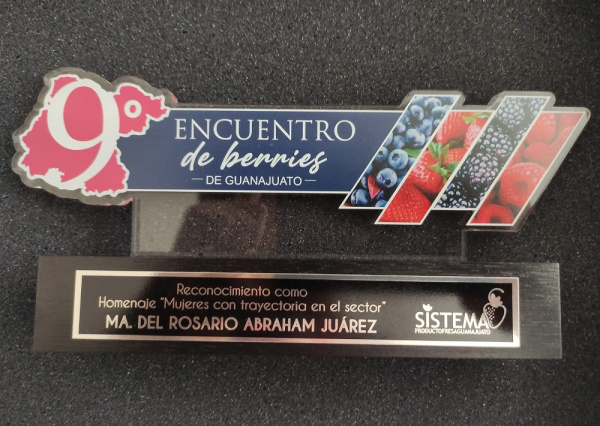 9°
ENCUENTRO
de berries
DE GUANAJUATO
Reconocimiento como
Homenaje "Mujeres con trayectoria en el sector"
MA. DEL ROSARIO ABRAHAM JUÁREZ
SISTEMA
PRODUCTOFRESAGUANAJUATO